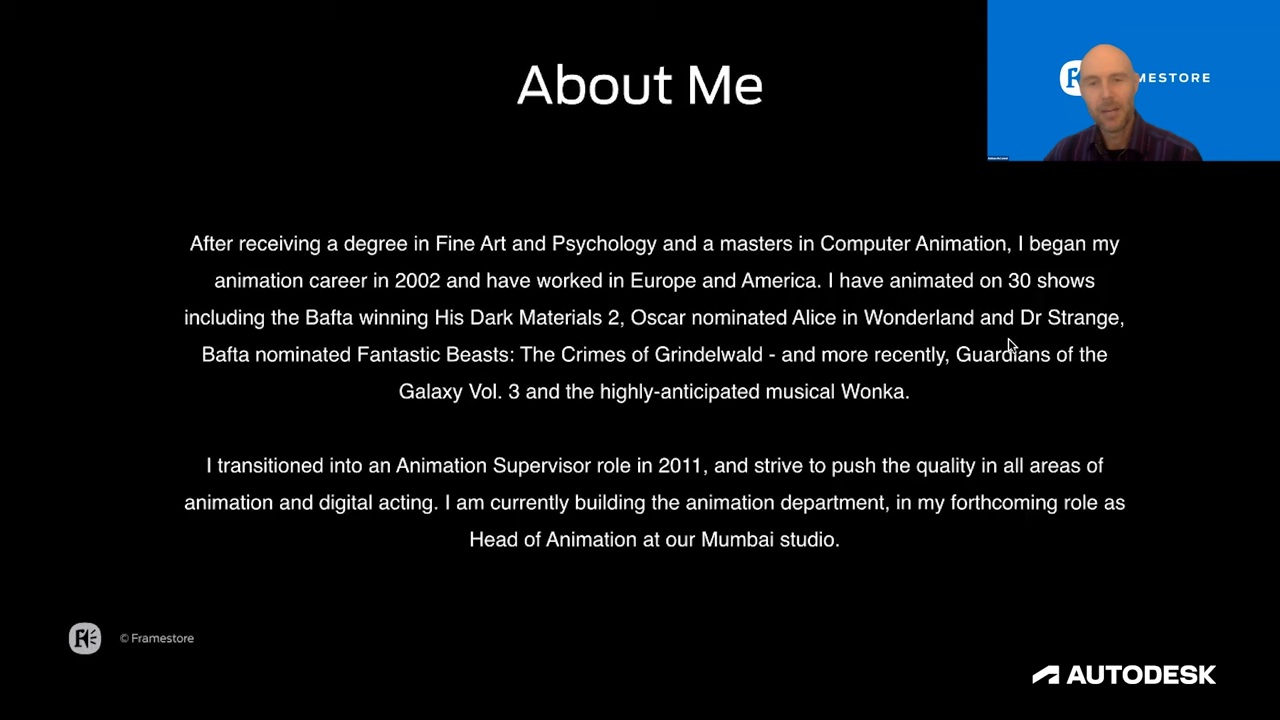 About Me
FRAMESTORE
After receiving a degree in Fine Art and Psychology and a masters in Computer Animation, I began my
animation career in 2002 and have worked in Europe and America. I have animated on 30 shows
including the Bafta winning His Dark Materials 2, Oscar nominated Alice in Wonderland and Dr Strange,
Bafta nominated Fantastic Beasts: The Crimes of Grindelwald - and more recently, Guardians of the
Galaxy Vol. 3 and the highly-anticipated musical Wonka.
I transitioned into an Animation Supervisor role in 2011, and strive to push the quality in all areas of
animation and digital acting. I am currently building the animation department, in my forthcoming role as
Head of Animation at our Mumbai studio.
© Framestore
AUTODESK